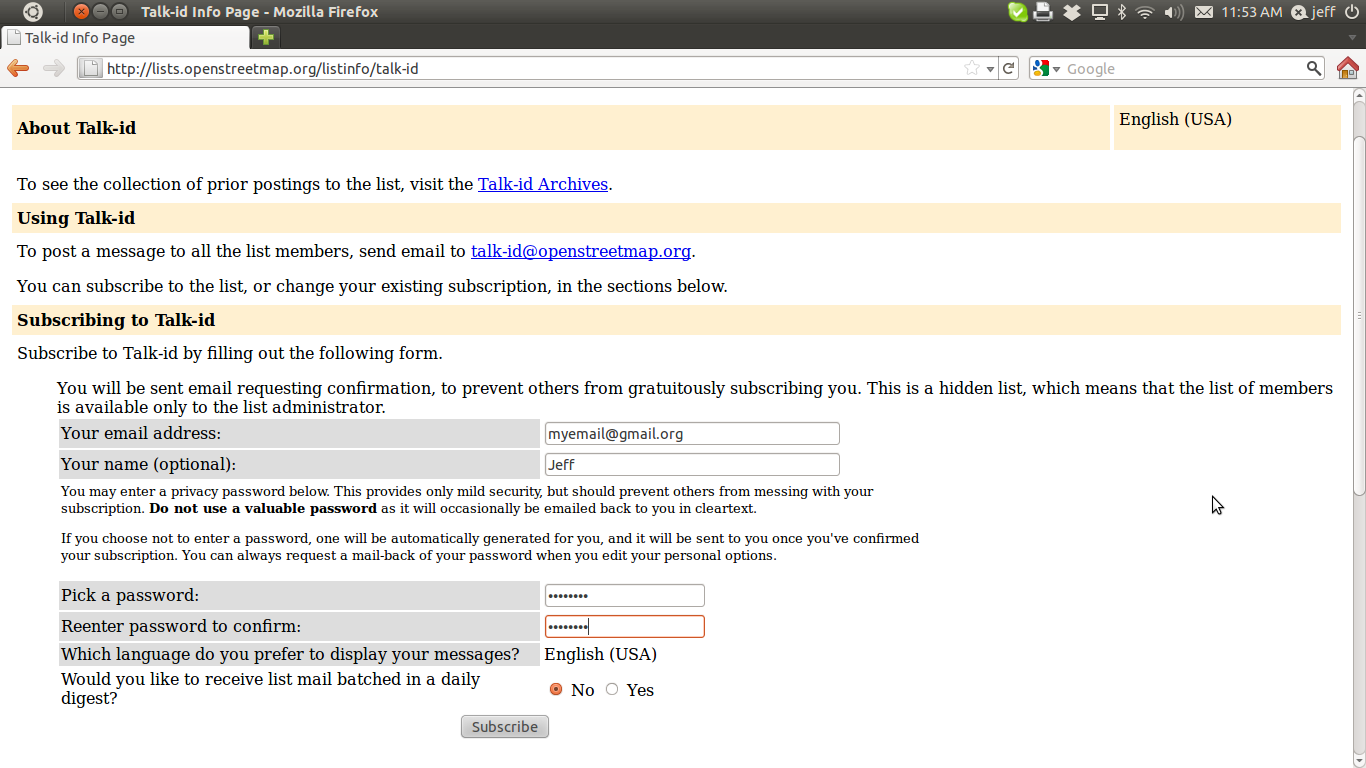 Talk-id Info Page - Mozilla Firefox
11:53 AM
jeff
Talk-id Info Page
http://lists.openstreetmap.org/listinfo/talk-id
Google
About Talk-id
English (USA)
To see the collection of prior postings to the list, visit the Talk-id Archives.
Using Talk-id
To post a message to all the list members, send email to talk-id@openstreetmap.org.
You can subscribe to the list, or change your existing subscription, in the sections below.
Subscribing to Talk-id
Subscribe to Talk-id by filling out the following form.
You will be sent email requesting confirmation, to prevent others from gratuitously subscribing you. This is a hidden list, which means that the list of members
is available only to the list administrator.
Your email address:
myemail@gmail.org
Your name (optional):
Jeff
You may enter a privacy password below. This provides only mild security, but should prevent others from messing with your
subscription. Do not use a valuable password as it will occasionally be emailed back to you in cleartext.
If you choose not to enter a password, one will be automatically generated for you, and it will be sent to you once you've confirmed
your subscription. You can always request a mail-back of your password when you edit your personal options.
Pick a password:
••••••••
Reenter password to confirm:
••••••••
Which language do you prefer to display your messages?
English (USA)
Would you like to receive list mail batched in a daily
digest?
No
Yes
Subscribe